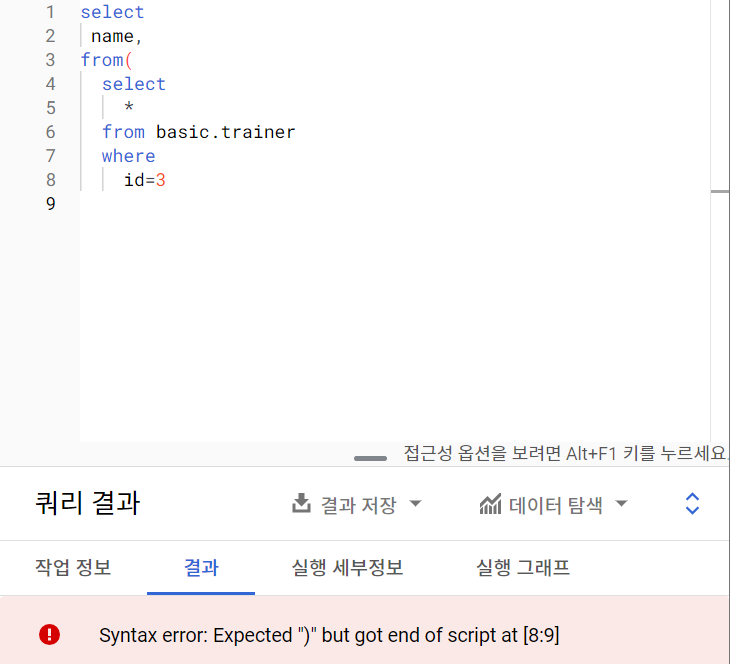 1 select
2 name,
3 from(
4 select
5 *
6 from basic.trainer
7 where
8 id=3
9
접근성 옵션을 보려면 Alt+F1 키를 누르세요.
쿼리 결과 결과 저장 데이터 탐색
작업 정보 결과 실행 세부정보 실행 그래프
Syntax error: Expected ")" but got end of script at [8:9]